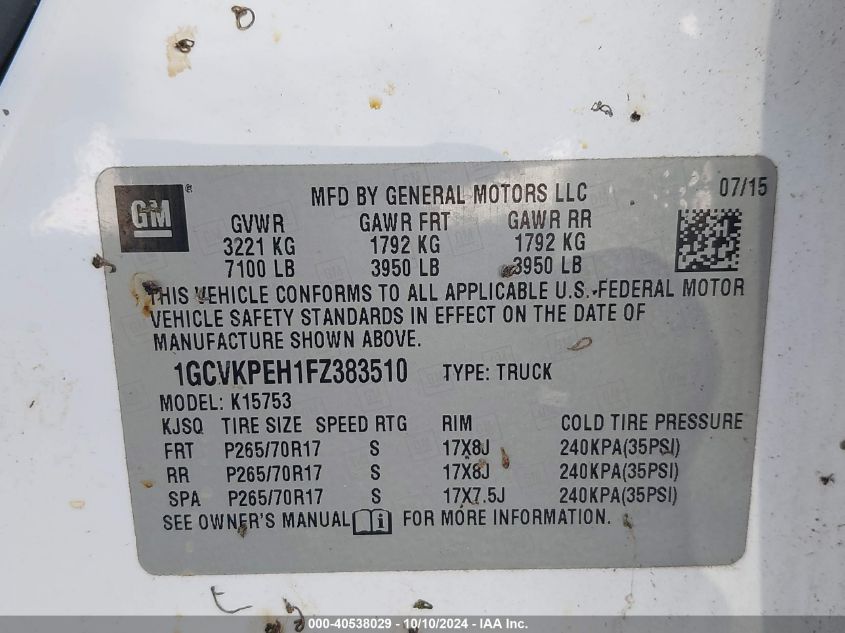 GM ® MFD BY GENERAL MOTORS LLC 07/15
GVWR GAWR FRT GAWR RR
3221 KG 1792 KG 1792 KG
7100 LB 3950 LB 3950 LB
THIS VEHICLE CONFORMS TO ALL APPLICABLE U.S. FEDERAL MOTOR
VEHICLE SAFETY STANDARDS IN EFFECT ON THE DATE OF
MANUFACTURE SHOWN ABOVE.
1GCVKPEH1FZ383510 TYPE: TRUCK
MODEL: K15753
KJSQ TIRE SIZE SPEED RTG RIM COLD TIRE PRESSURE
FRT P265/70R17 S 17X8J 240KPA(35PSI)
RR P265/70R17 S 17X8J 240KPA(35PSI)
SPA P265/70R17 S 17X7.5J 240KPA(35PSI)
SEE OWNER'S MANUAL i FOR MORE INFORMATION.
000-40538029 - 10/10/2024 - IAA Inc.